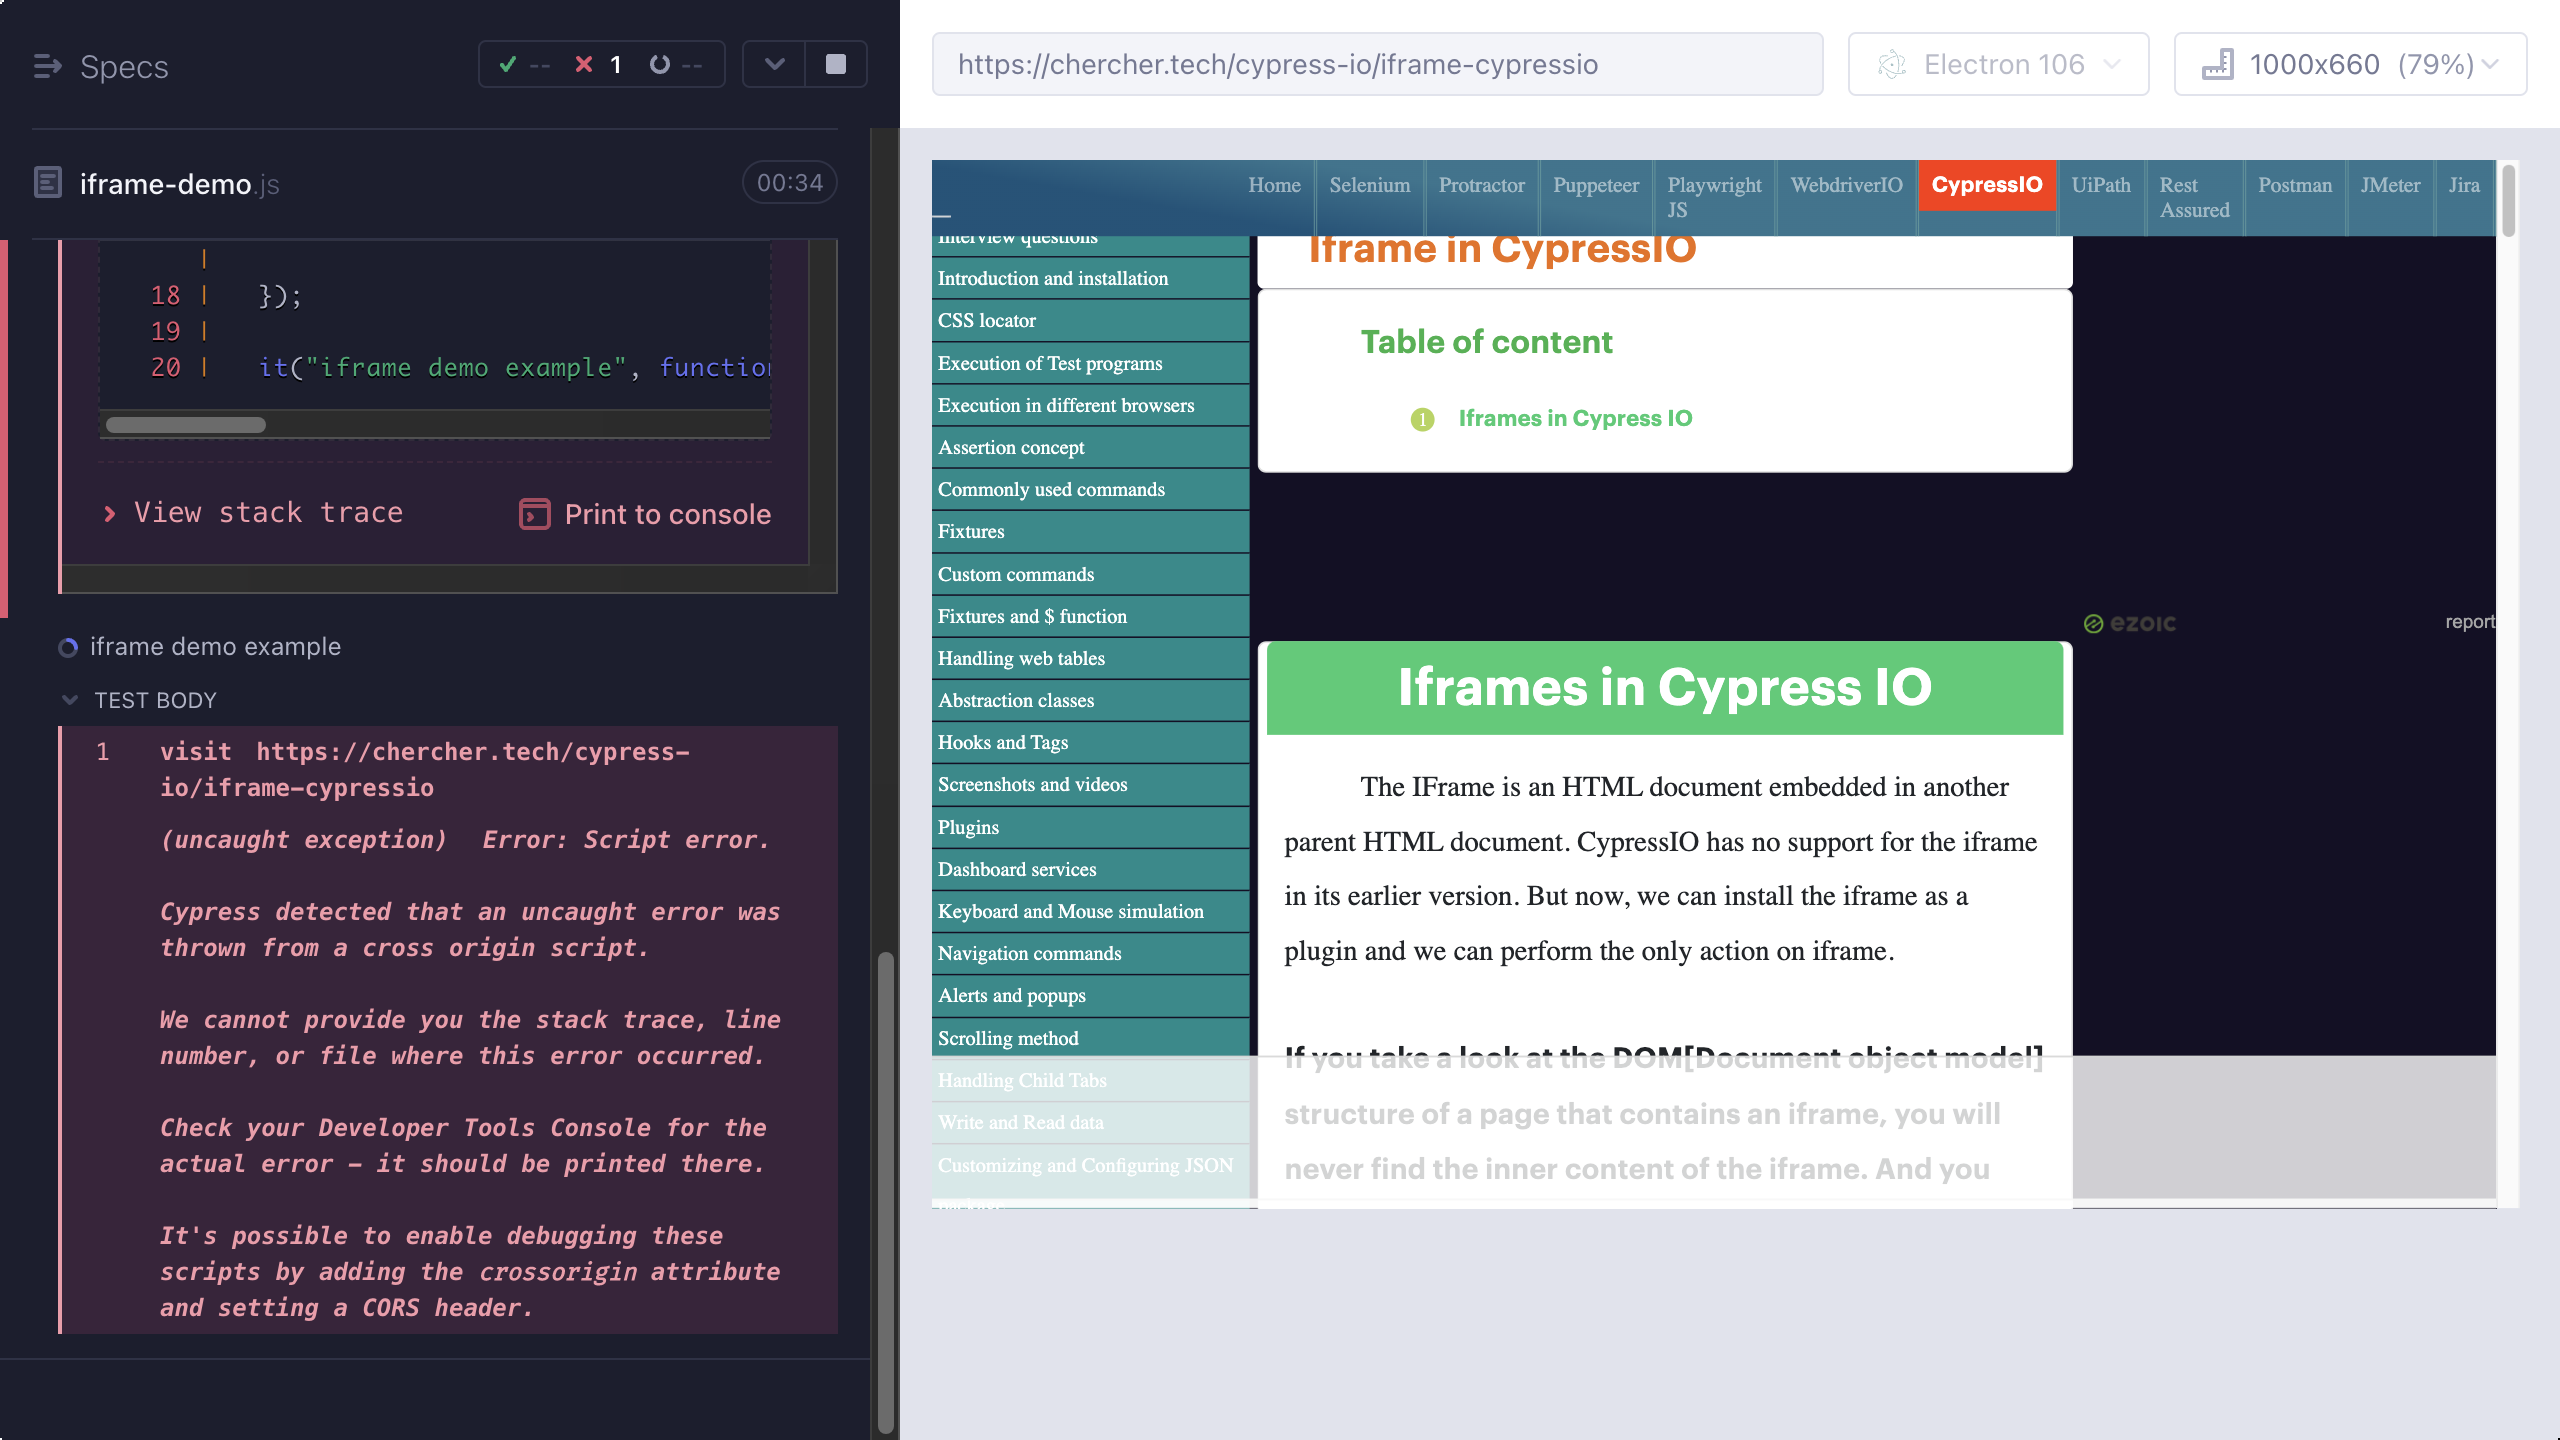 Specs
-- 1 --
https://chercher.tech/cypress-io/iframe-cypressio
Electron 106
1000x660 (79%)
iframe-demo.js
00:34
|
18 | });
19 |
20 | it("iframe demo example", function
View stack trace
Print to console
iframe demo example
TEST BODY
1 visit https://chercher.tech/cypress-
io/iframe-cypressio
(uncaught exception) Error: Script error.
Cypress detected that an uncaught error was
thrown from a cross origin script.
We cannot provide you the stack trace, line
number, or file where this error occurred.
Check your Developer Tools Console for the
actual error – it should be printed there.
It's possible to enable debugging these
scripts by adding the crossorigin attribute
and setting a CORS header.
Home
Selenium
Protractor
Puppeteer
Playwright
JS
WebdriverIO
CypressIO
UiPath
Rest
Assured
Postman
JMeter
Jira
Interview questions
Introduction and installation
CSS locator
Execution of Test programs
Execution in different browsers
Assertion concept
Commonly used commands
Fixtures
Custom commands
Fixtures and $ function
Handling web tables
Abstraction classes
Hooks and Tags
Screenshots and videos
Plugins
Dashboard services
Keyboard and Mouse simulation
Navigation commands
Alerts and popups
Scrolling method
Handling Child Tabs
Write and Read data
Customizing and Configuring JSON
Iframe in CypressIO
Table of content
1 Iframes in Cypress IO
ezoic
report
Iframes in Cypress IO
The IFrame is an HTML document embedded in another
parent HTML document. CypressIO has no support for the iframe
in its earlier version. But now, we can install the iframe as a
plugin and we can perform the only action on iframe.
If you take a look at the DOM[Document object model]
structure of a page that contains an iframe, you will
never find the inner content of the iframe. And you